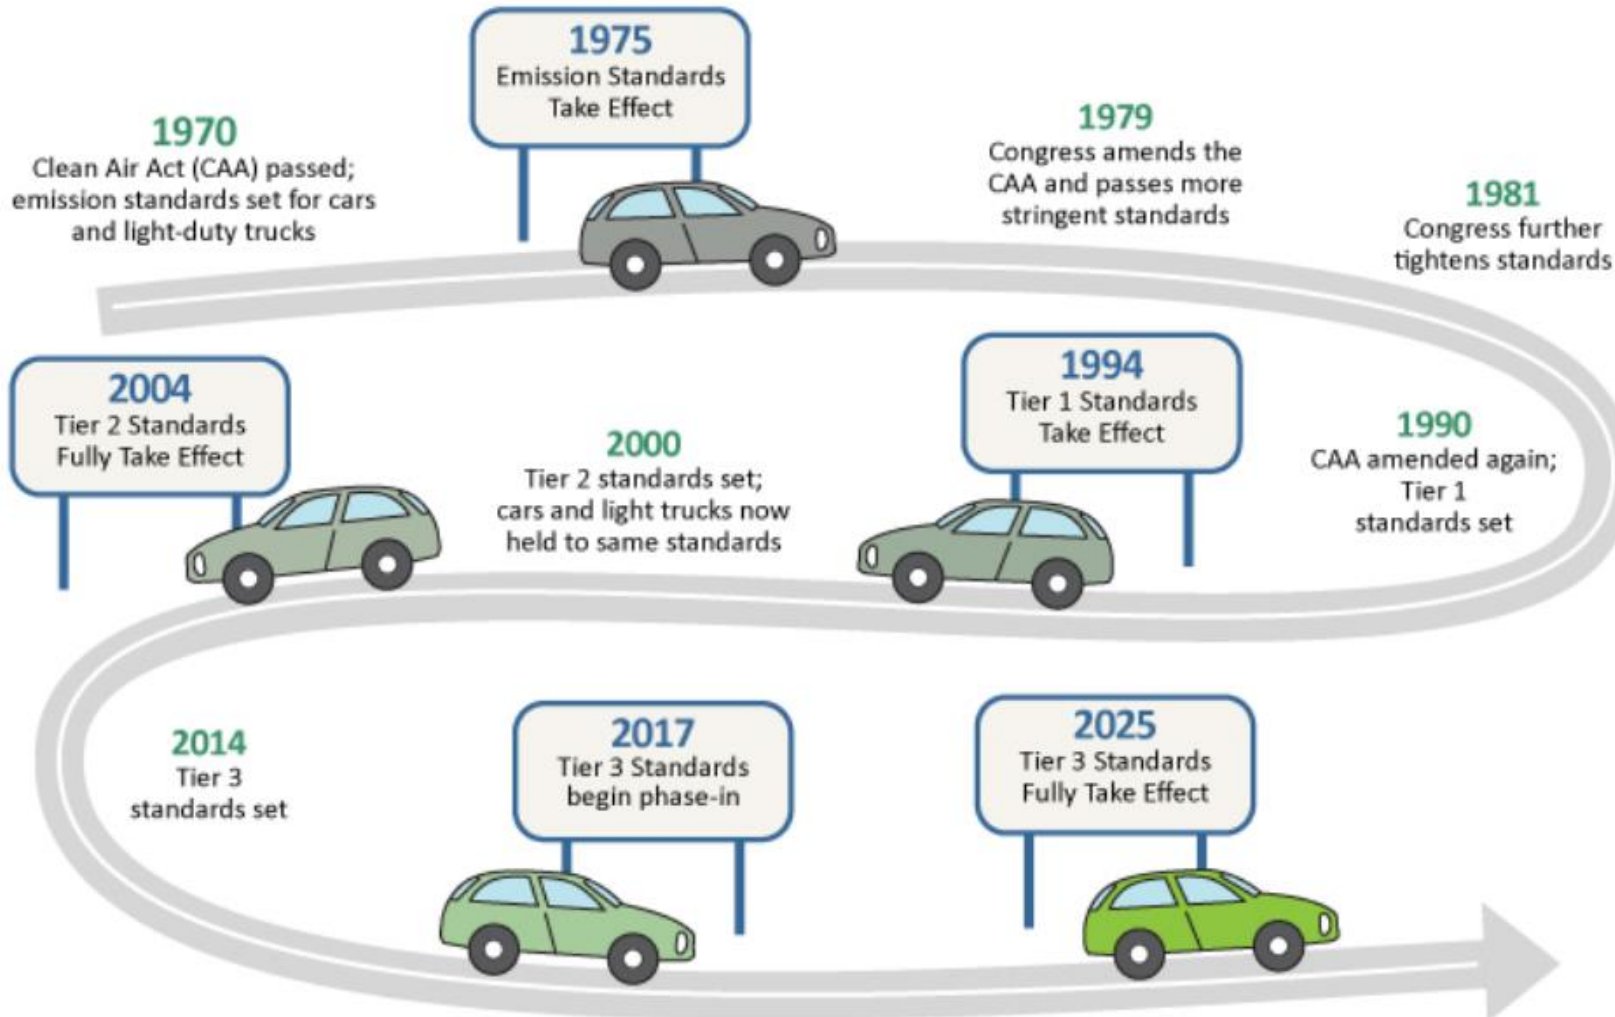 1970
Clean Air Act (CAA) passed;
emission standards set for cars
and light-duty trucks
1975
Emission Standards
Take Effect
1979
Congress amends the
CAA and passes more
stringent standards
1981
Congress further
tightens standards
1990
CAA amended again;
Tier 1
standards set
1994
Tier 1 Standards
Take Effect
2000
Tier 2 standards set;
cars and light trucks now
held to same standards
2004
Tier 2 Standards
Fully Take Effect
2014
Tier 3
standards set
2017
Tier 3 Standards
begin phase-in
2025
Tier 3 Standards
Fully Take Effect